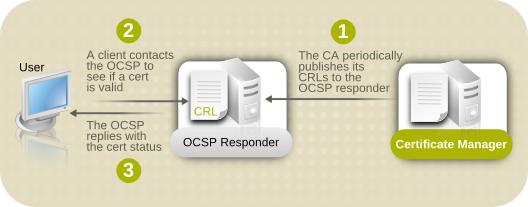 1
The CA periodically
publishes its
CRLs to the
OCSP responder
2
A client contacts
the OCSP to
see if a cert
is valid
User
CRL
OCSP Responder
Certificate Manager
The OCSP
replies with
the cert status
3